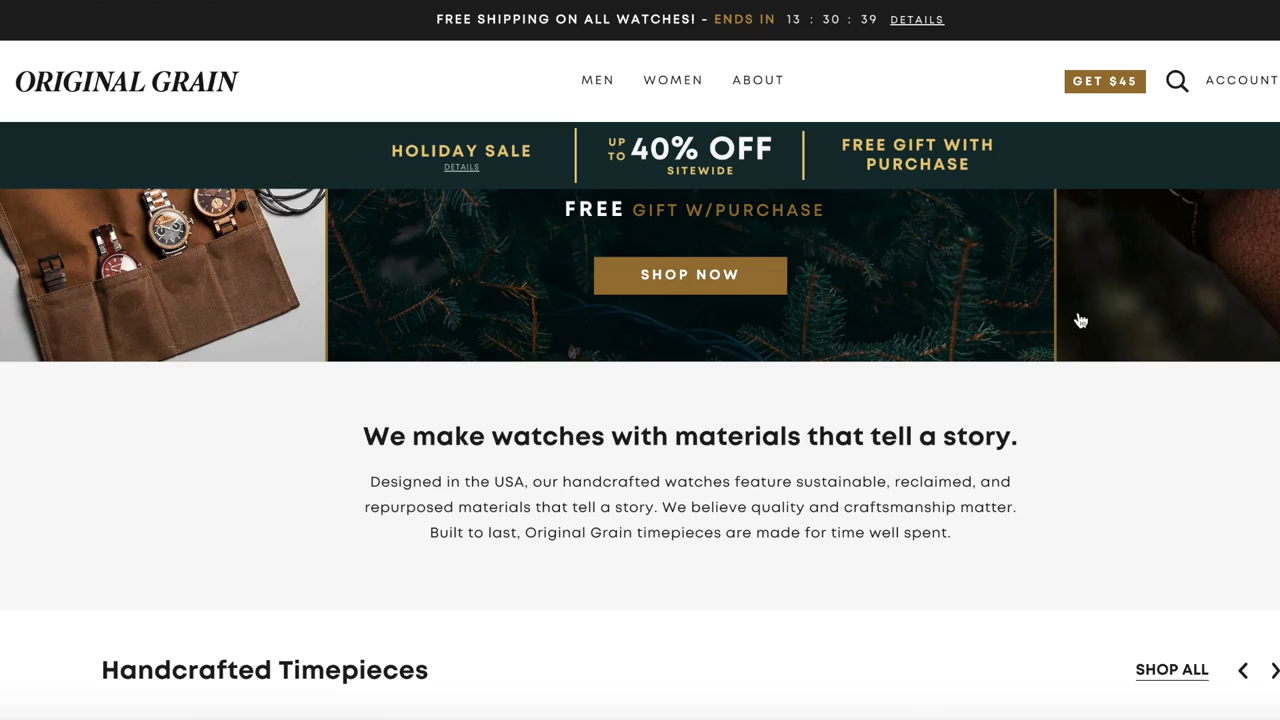 FREE SHIPPING ON ALL WATCHES! - ENDS IN 13 : 30 : 39 DETAILS
ORIGINAL GRAIN
MEN WOMEN ABOUT
GET $45
ACCOUNT
HOLIDAY SALE
DETAILS
UP TO 40% OFF
SITEWIDE
FREE GIFT WITH
PURCHASE
FREE GIFT W/PURCHASE
SHOP NOW
We make watches with materials that tell a story.
Designed in the USA, our handcrafted watches feature sustainable, reclaimed, and
repurposed materials that tell a story. We believe quality and craftsmanship matter.
Built to last, Original Grain timepieces are made for time well spent.
Handcrafted Timepieces
SHOP ALL